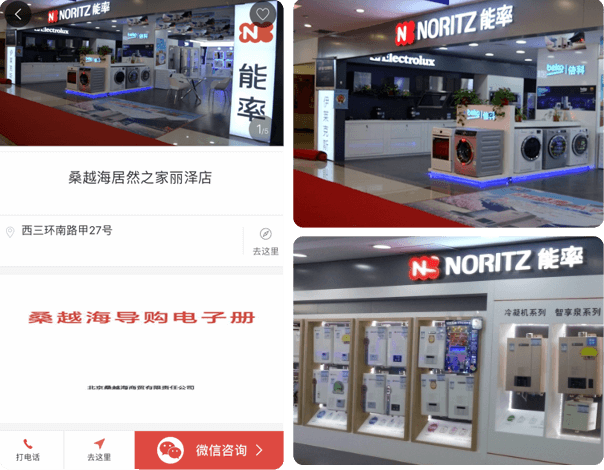 NORITZ 能率
Electrolux
beko 倍科
能率
1/5
桑越海居然之家丽泽店
西三环南路甲27号
去这里
桑越海导购电子册
北京桑越海商贸有限责任公司
打电话
去这里
微信咨询
NORITZ 能率
Electrolux
beko 倍科
NORITZ 能率
冷凝机系列
智享泉系列